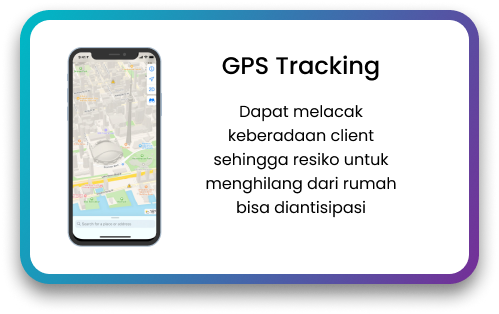 GPS Tracking
Dapat melacak
keberadaan client
sehingga resiko untuk
menghilang dari rumah
bisa diantisipasi
Search for a place or address